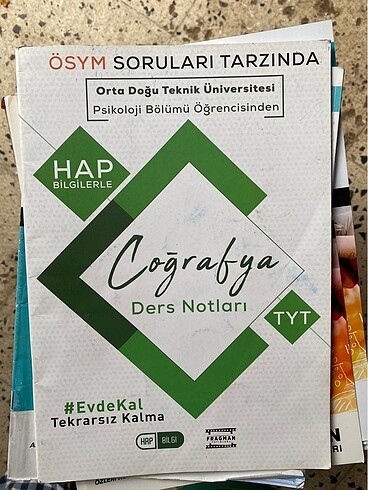 ÖSYM SORULARI TARZINDA
Orta Doğu Teknik Üniversitesi
Psikoloji Bölümü Öğrencisinden
HAP
BİLGİLERLE
Coğrafya
Ders Notları
TYT
#EvdeKal
Tekrarsız Kalma
HAP BİLGİ
FRAGMAN